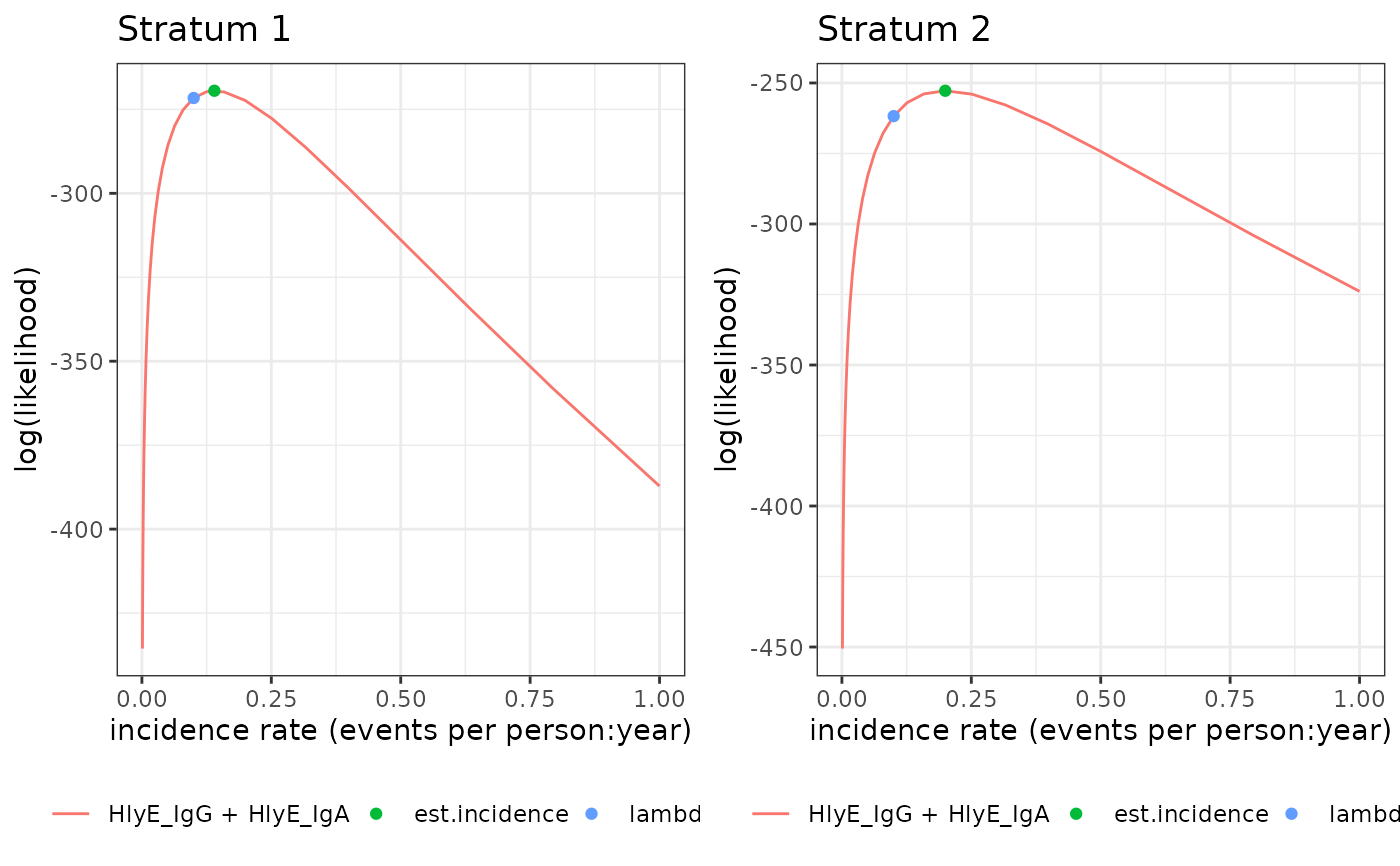 Stratum 1
-300
-350
-400
log(likelihood)
0.00 0.25 0.50 0.75 1.00
incidence rate (events per person:year)
HlyE_IgG + HlyE_IgA est.incidence lambd
Stratum 2
-250
-300
-350
-400
-450
log(likelihood)
0.00 0.25 0.50 0.75 1.00
incidence rate (events per person:year)
HlyE_IgG + HlyE_IgA est.incidence lambd